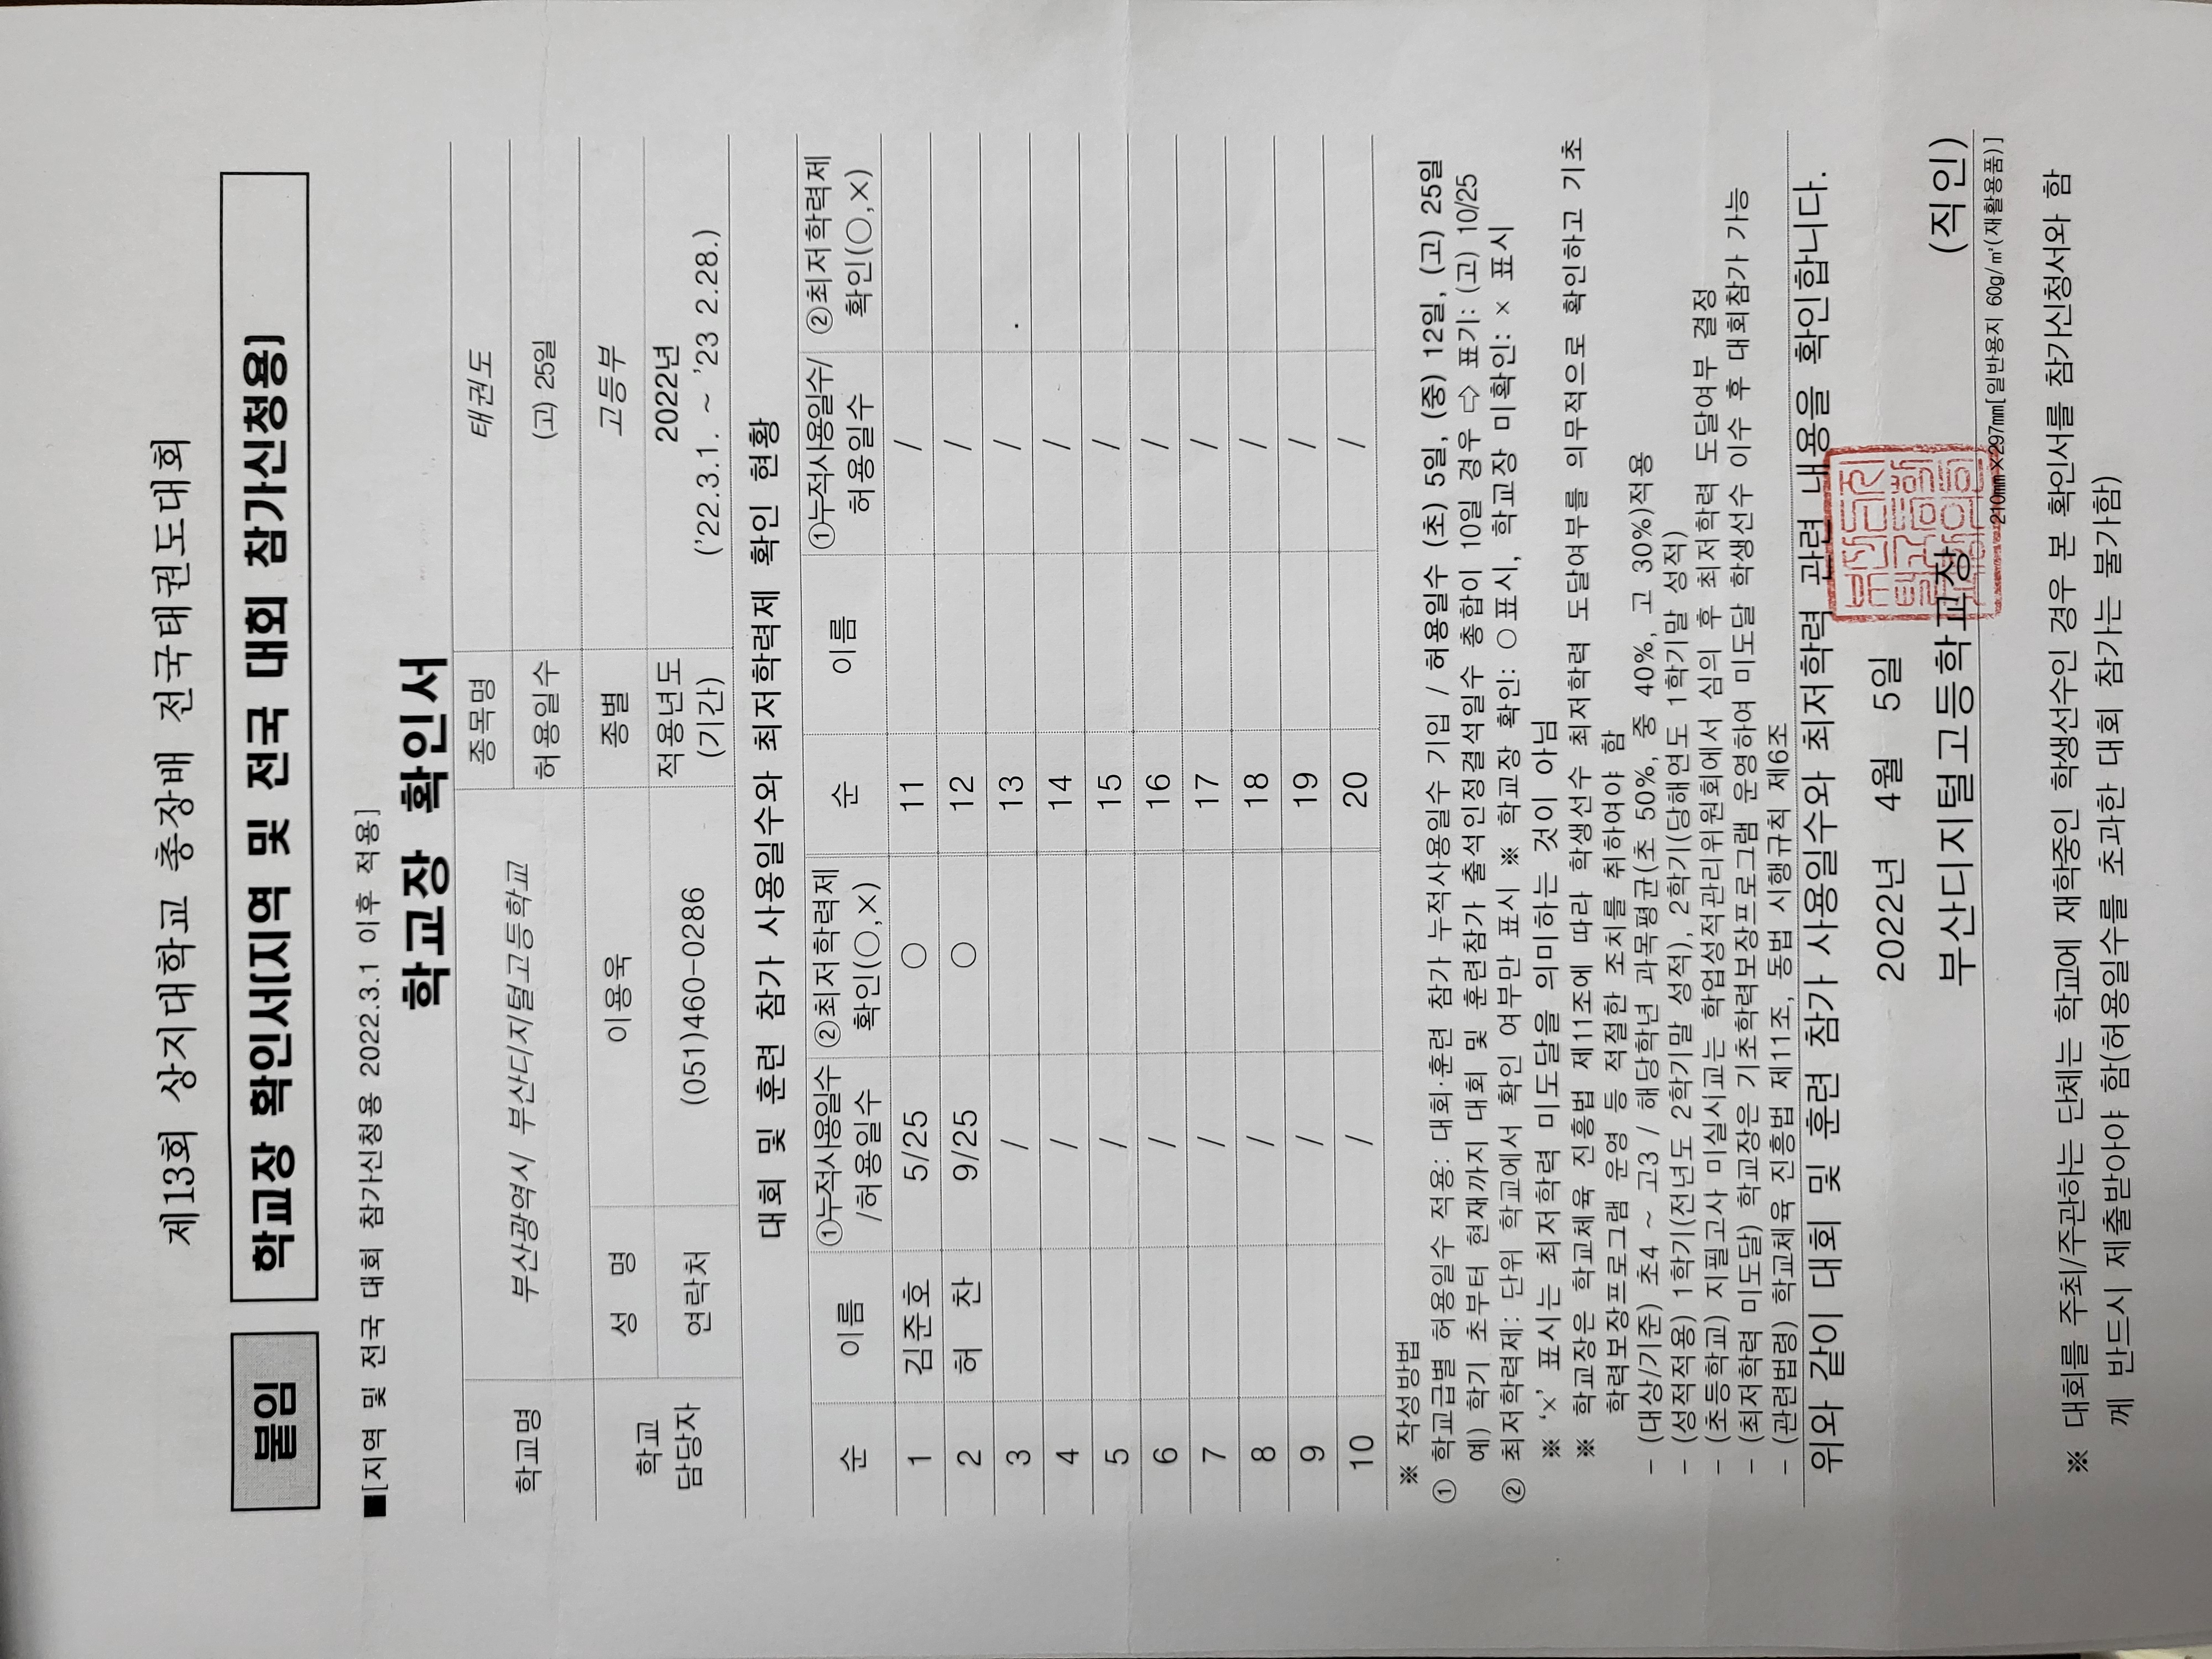 제13회 상지대학교 총장배 전국태권도대회
붙임 학교장 확인서[지역 및 전국 대회 참가신청용]
■[지역 및 전국 대회 참가신청용 2022.3.1 이후 적용]
학교장 확인서
학교명 부산광역시 부산디지털고등학교 종목명 태권도
허용일수 (고) 25일
학교 담당자 성 명 이용욱 종별 고등부
연락처 (051)460-0286 적용년도 (기간) 2022년
('22.3.1. ~ '23 2.28.)
대회 및 훈련 참가 사용일수와 최저학력제 확인 현황
순 이름 ①누적사용일수 /허용일수 ②최저학력제 확인(○,×) 순 이름 ①누적사용일수/ 허용일수 ②최저학력제 확인(○,×)
1 김준호 5/25 ○ 11 /
2 허 찬 9/25 ○ 12 /
3 / 13 /
4 / 14 /
5 / 15 /
6 / 16 /
7 / 17 /
8 / 18 /
9 / 19 /
10 / 20 /
※ 작성방법
① 학교급별 허용일수 적용: 대회·훈련 참가 누적사용일수 기입 / 허용일수 (초) 5일, (중) 12일, (고) 25일
예) 학기 초부터 현재까지 대회 및 훈련참가 출석인정결석일수 총합이 10일 경우 ⇨ 표기: (고) 10/25
② 최저학력제: 단위 학교에서 확인 여부만 표시 ※ 학교장 확인: ○표시, 학교장 미확인: × 표시
※ '×' 표시는 최저학력 미도달을 의미하는 것이 아님
※ 학교장은 학교체육 진흥법 제11조에 따라 학생선수 최저학력 도달여부를 의무적으로 확인하고 기초
학력보장프로그램 운영 등 적절한 조치를 취하여야 함
- (대상/기준) 초4 ~ 고3 / 해당학년 과목평균(초 50%, 중 40%, 고 30%)적용
- (성적적용) 1학기(전년도 2학기말 성적), 2학기(당해연도 1학기말 성적)
- (초등학교) 지필고사 미실시교는 학업성적관리위원회에서 심의 후 최저학력 도달여부 결정
- (최저학력 미도달) 학교장은 기초학력보장프로그램 운영하여 미도달 학생선수 이수 후 대회참가 가능
- (관련법령) 학교체육 진흥법 제11조, 동법 시행규칙 제6조
위와 같이 대회 및 훈련 참가 사용일수와 최저학력 관련 내용을 확인합니다.
2022년 4월 5일
부산디지털고등학교장 (직인)
210㎜×297㎜[일반용지 60g/㎡(재활용품)]
※ 대회를 주최/주관하는 단체는 학교에 재학중인 학생선수인 경우 본 확인서를 참가신청서와 함
께 반드시 제출받아야 함(허용일수를 초과한 대회 참가는 불가함)